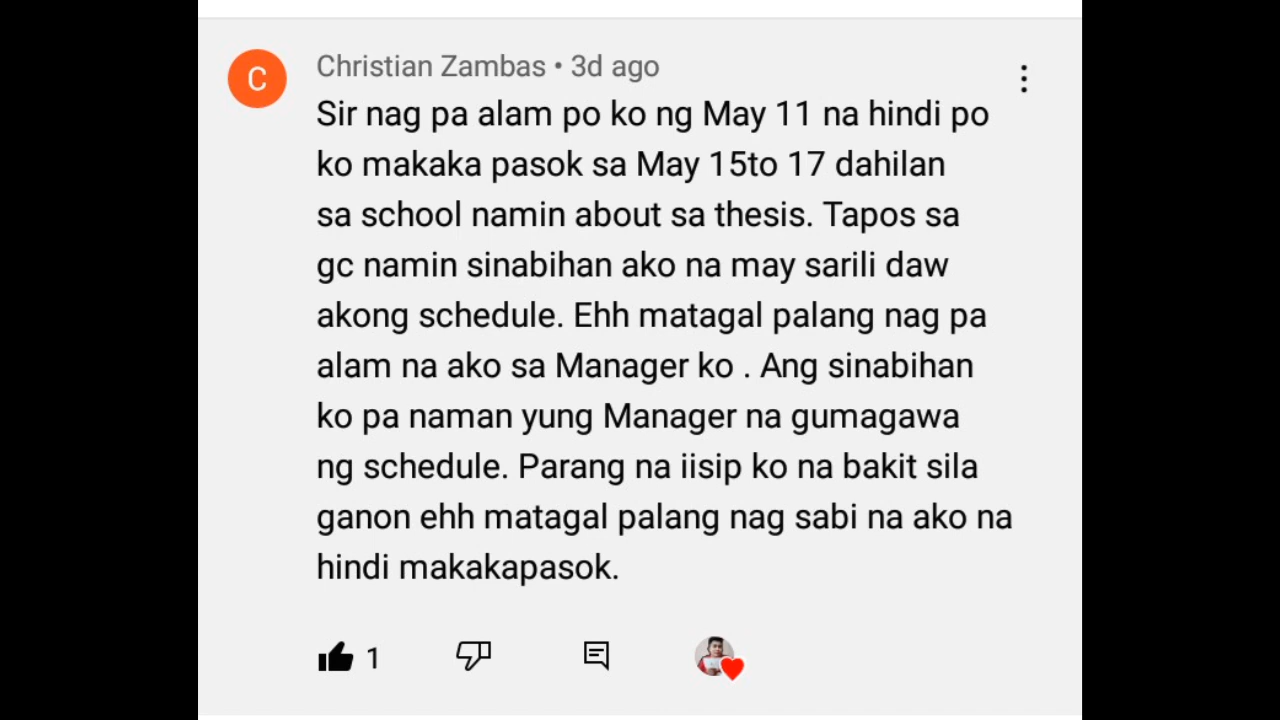 C
Christian Zambas • 3d ago
Sir nag pa alam po ko ng May 11 na hindi po
ko makaka pasok sa May 15to 17 dahilan
sa school namin about sa thesis. Tapos sa
gc namin sinabihan ako na may sarili daw
akong schedule. Ehh matagal palang nag pa
alam na ako sa Manager ko . Ang sinabihan
ko pa naman yung Manager na gumagawa
ng schedule. Parang na iisip ko na bakit sila
ganon ehh matagal palang nag sabi na ako na
hindi makakapasok.
1